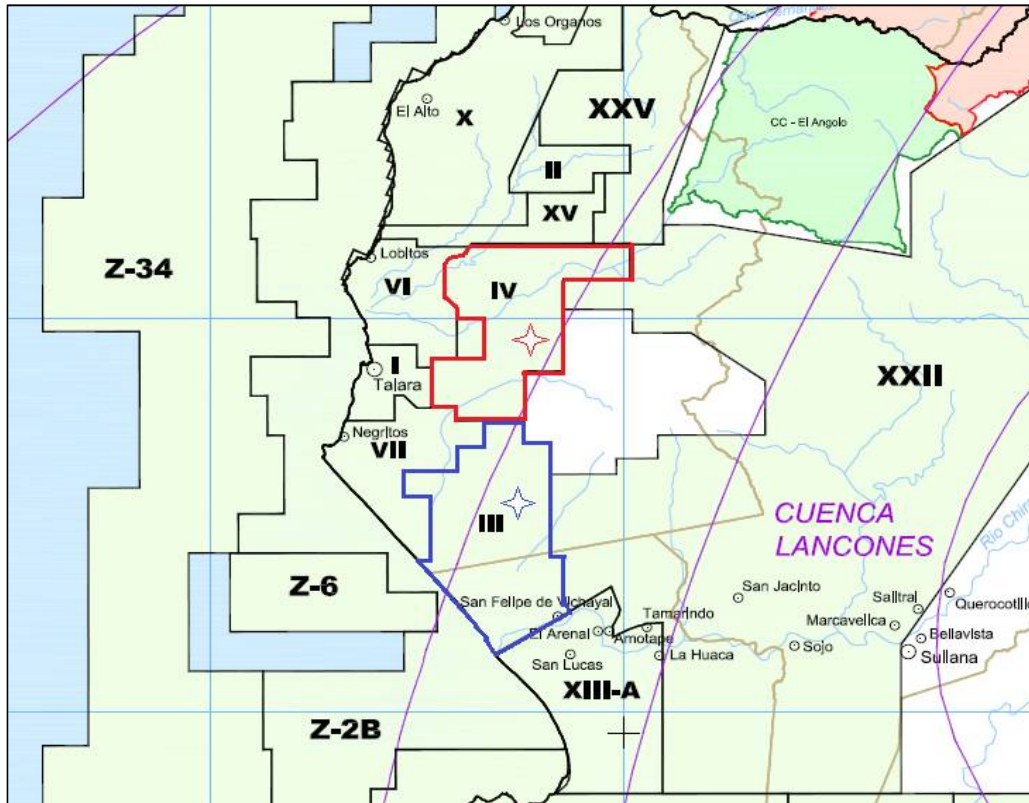 Los Organos
El Alto
X
XXV
CC - El Angolo
II
XV
Lobitos
Z-34
VI
IV
I
Talara
XXII
Negritos
VII
III
CUENCA
LANCONES
Z-6
San Jacinto
San Felipe de Vichayal
Salitral
Tamarindo
Marcavelica
El Arenal
Amotape
Bellavista
San Lucas
La Huaca
Sojo
Sullana
XIII-A
Z-2B